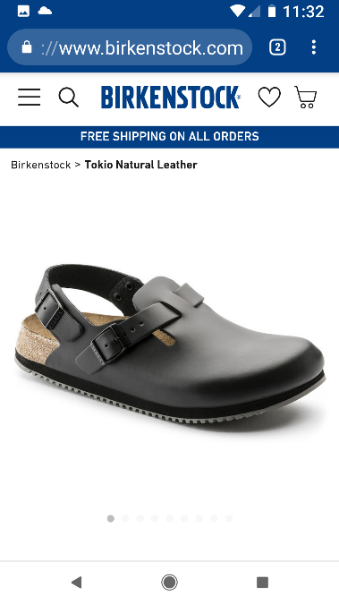 11:32
://www.birkenstock.com
2
BIRKENSTOCK
FREE SHIPPING ON ALL ORDERS
Birkenstock > Tokio Natural Leather